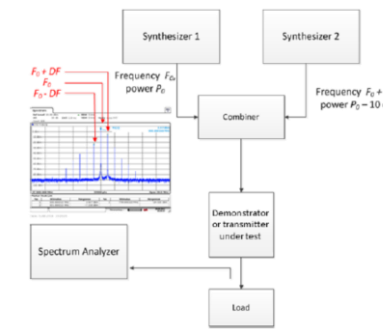 Synthesizer 1
Synthesizer 2
F₀ + DF
F₀
F₀ - DF
Frequency F₀,
power P₀
Frequency F₀ +
power P₀ – 10
Combiner
Demonstrator
or transmitter
under test
Spectrum Analyzer
Load